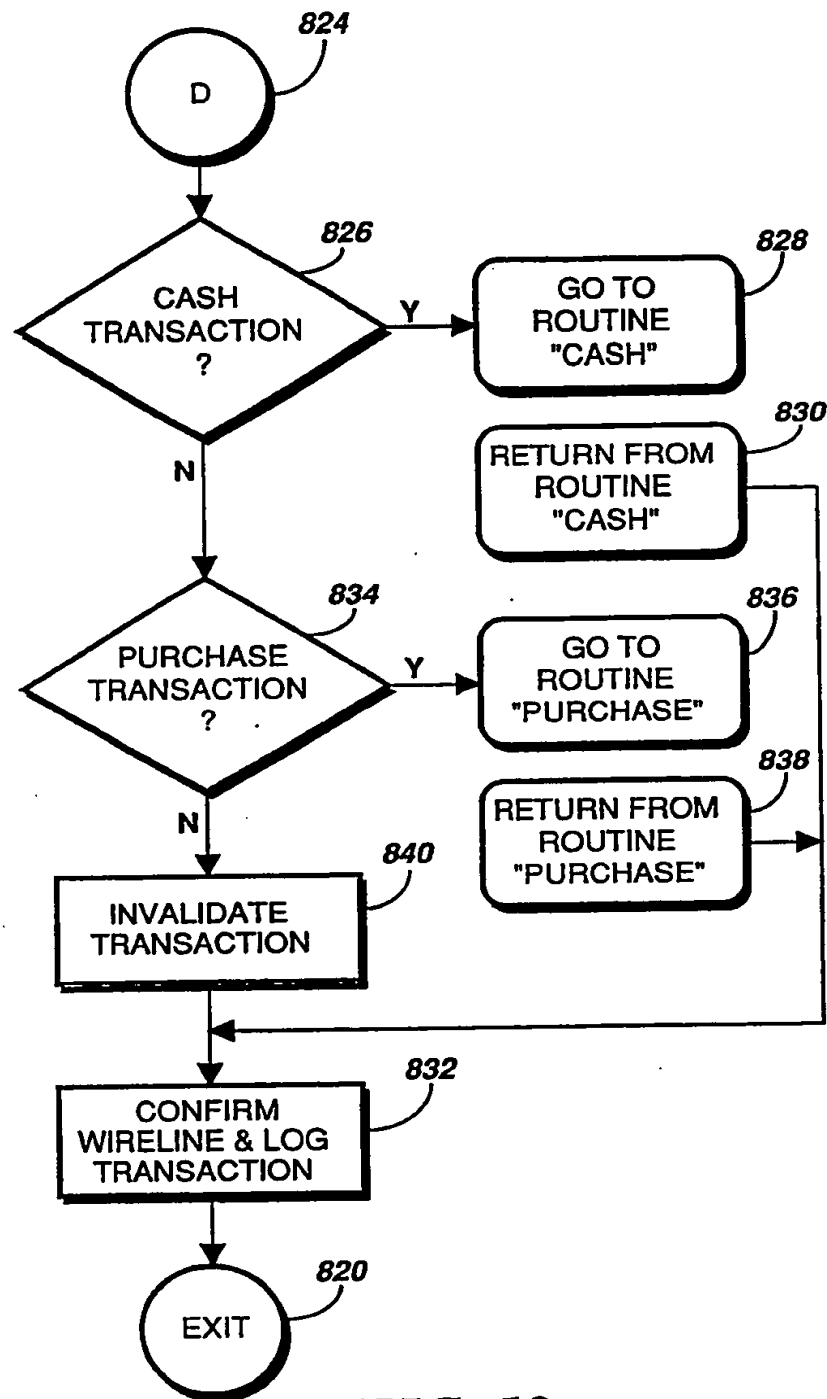 824
D
826
CASH
TRANSACTION
?
Y
828
GO TO
ROUTINE
"CASH"
N
830
RETURN FROM
ROUTINE
"CASH"
834
PURCHASE
TRANSACTION
?
Y
836
GO TO
ROUTINE
"PURCHASE"
N
838
RETURN FROM
ROUTINE
"PURCHASE"
840
INVALIDATE
TRANSACTION
832
CONFIRM
WIRELINE & LOG
TRANSACTION
820
EXIT